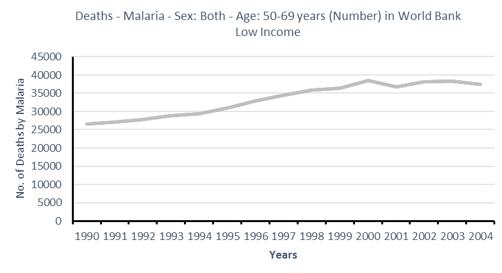 Deaths - Malaria - Sex: Both - Age: 50-69 years (Number) in World Bank
Low Income
45000
40000
35000
30000
25000
20000
15000
10000
5000
0
No. of Deaths by Malaria
1990 1991 1992 1993 1994 1995 1996 1997 1998 1999 2000 2001 2002 2003 2004
Years